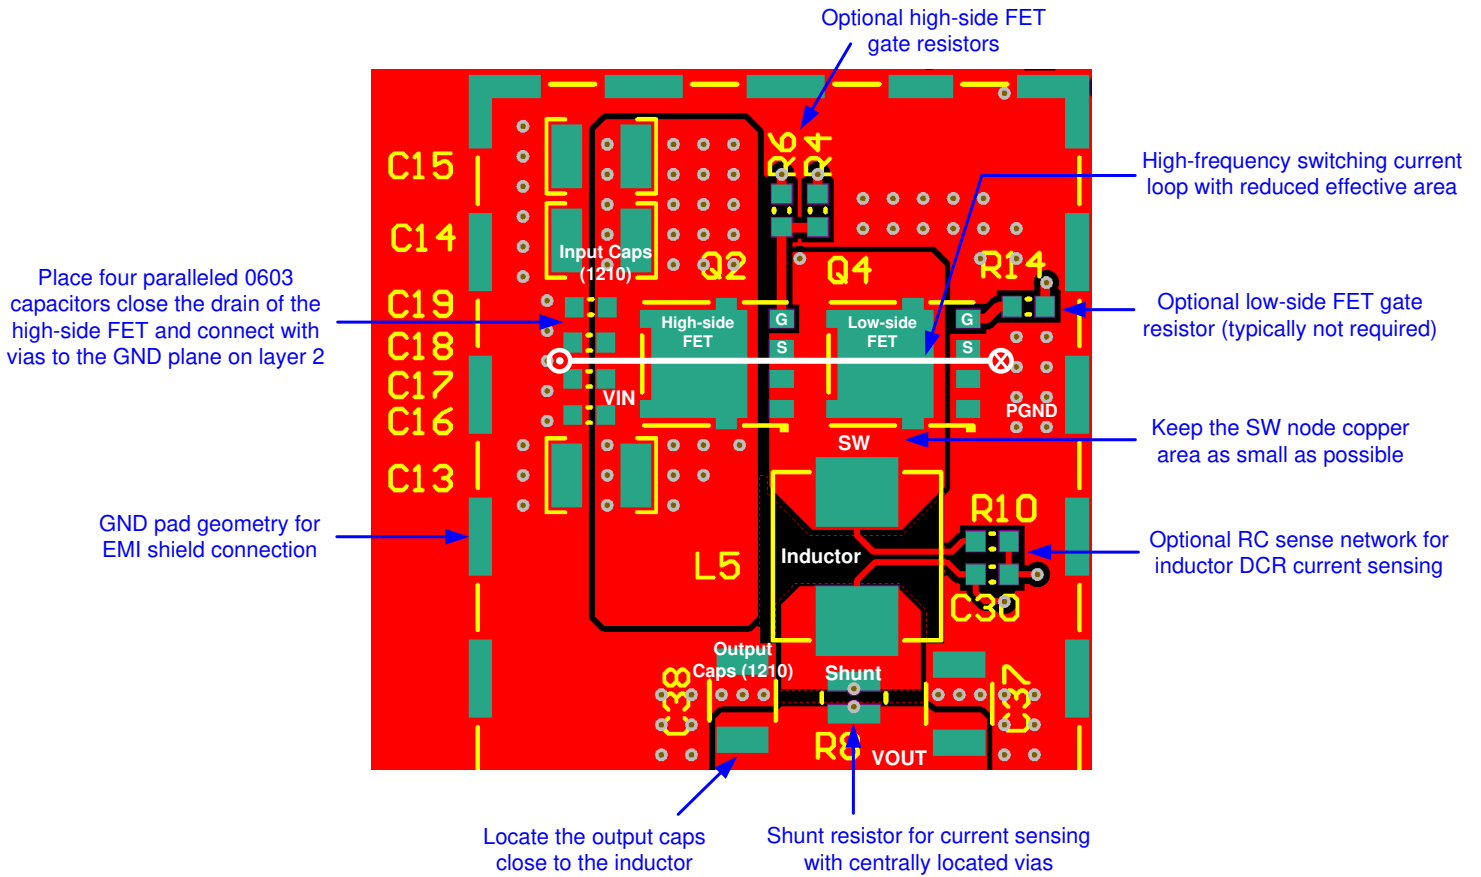 Optional high-side FET
gate resistors
R6
R4
C15
C14
Input Caps
(1210)
Q2
Q4
R14
High-frequency switching current
loop with reduced effective area
Place four paralleled 0603
capacitors close the drain of the
high-side FET and connect with
vias to the GND plane on layer 2
C19
C18
C17
C16
High-side
FET
G
S
Low-side
FET
G
S
Optional low-side FET gate
resistor (typically not required)
VIN
PGND
SW
Keep the SW node copper
area as small as possible
C13
GND pad geometry for
EMI shield connection
R10
Inductor
L5
Optional RC sense network for
inductor DCR current sensing
C30
Output
Caps (1210)
Shunt
C38
C37
R8
VOUT
Locate the output caps
close to the inductor
Shunt resistor for current sensing
with centrally located vias